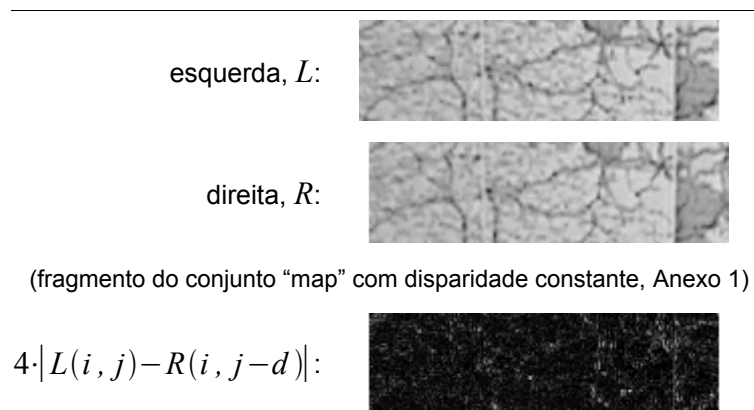 esquerda, L:
direita, R:
(fragmento do conjunto “map” com disparidade constante, Anexo 1)
4·|L(i, j)−R(i, j−d)|: